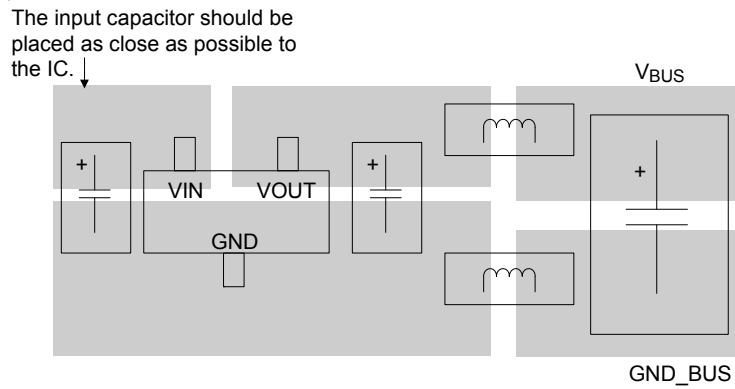 The input capacitor should be
placed as close as possible to
the IC.
VBUS
+
+
+
VIN
VOUT
GND
GND_BUS